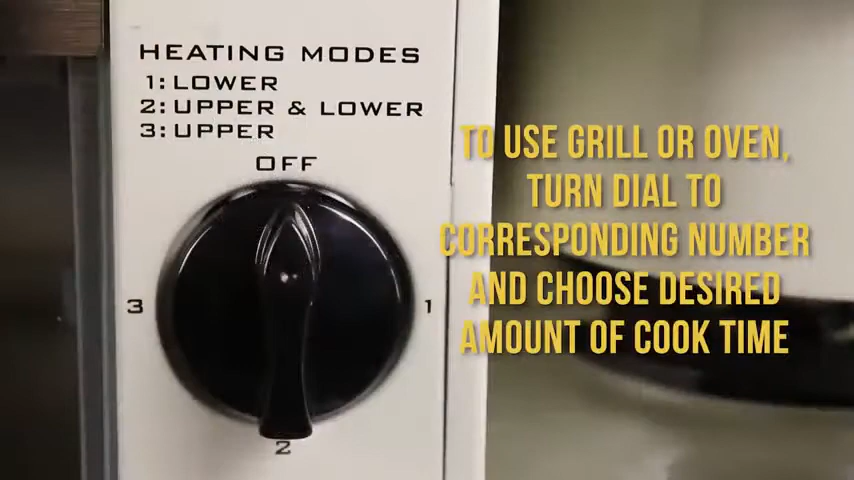 HEATING MODES
1: LOWER
2: UPPER & LOWER
3: UPPER
OFF
3
1
2
TO USE GRILL OR OVEN,
TURN DIAL TO
CORRESPONDING NUMBER
AND CHOOSE DESIRED
AMOUNT OF COOK TIME